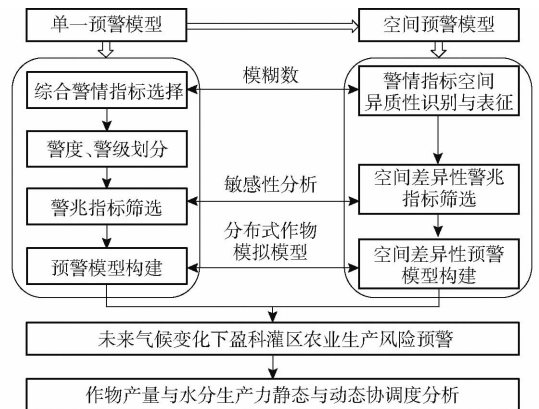 单一预警模型
空间预警模型
综合警情指标选择
模糊数
警情指标空间
异质性识别与表征
警度、警级划分
警兆指标筛选
敏感性分析
空间差异性警兆
指标筛选
预警模型构建
分布式作物
模拟模型
空间差异性预警
模型构建
未来气候变化下盈科灌区农业生产风险预警
作物产量与水分生产力静态与动态协调度分析